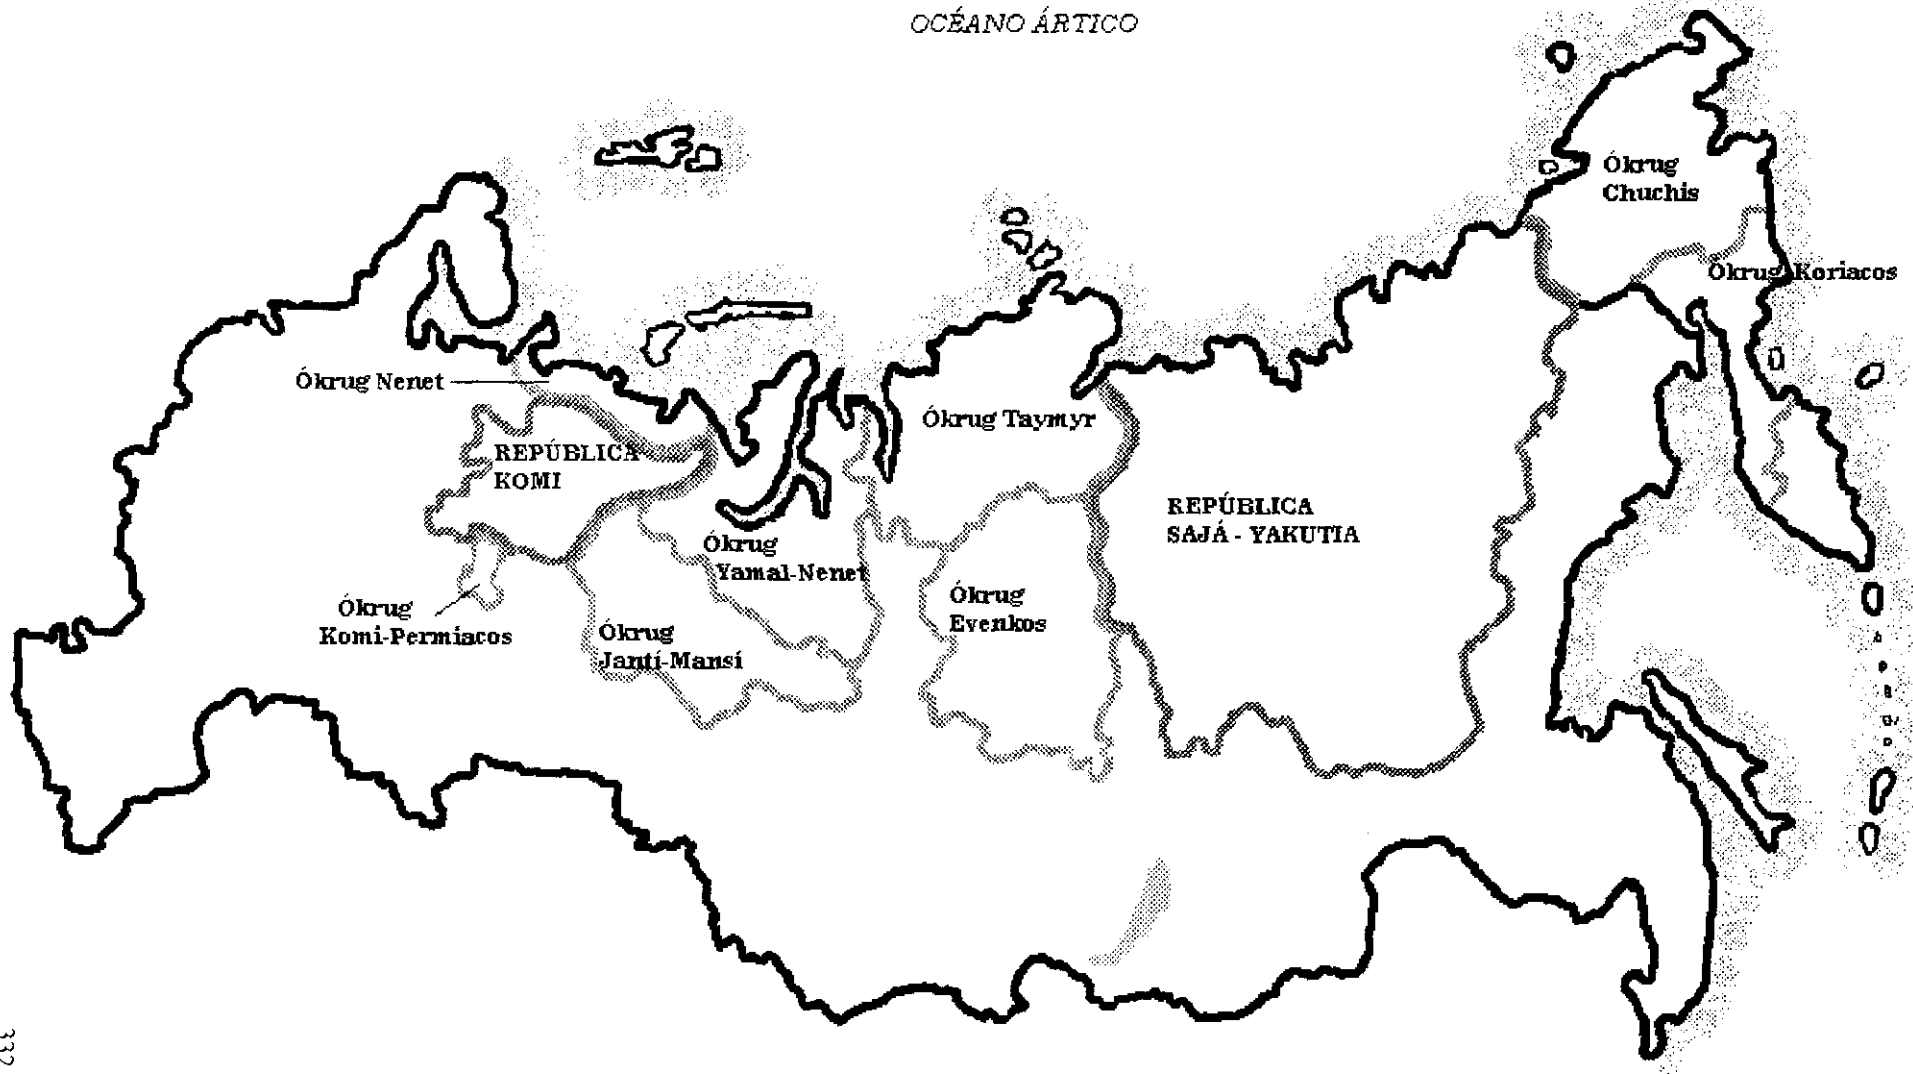 OCÉANO ÁRTICO
Ókrug
Chuchis
Ókrug Koriacos
Ókrug Nenet
Ókrug Taymyr
REPÚBLICA
KOMI
REPÚBLICA
SAJÁ - YAKUTIA
Ókrug
Yamal-Nenet
Ókrug
Evenkos
Ókrug
Komi-Permiacos
Ókrug
Jantí-Mansí
332